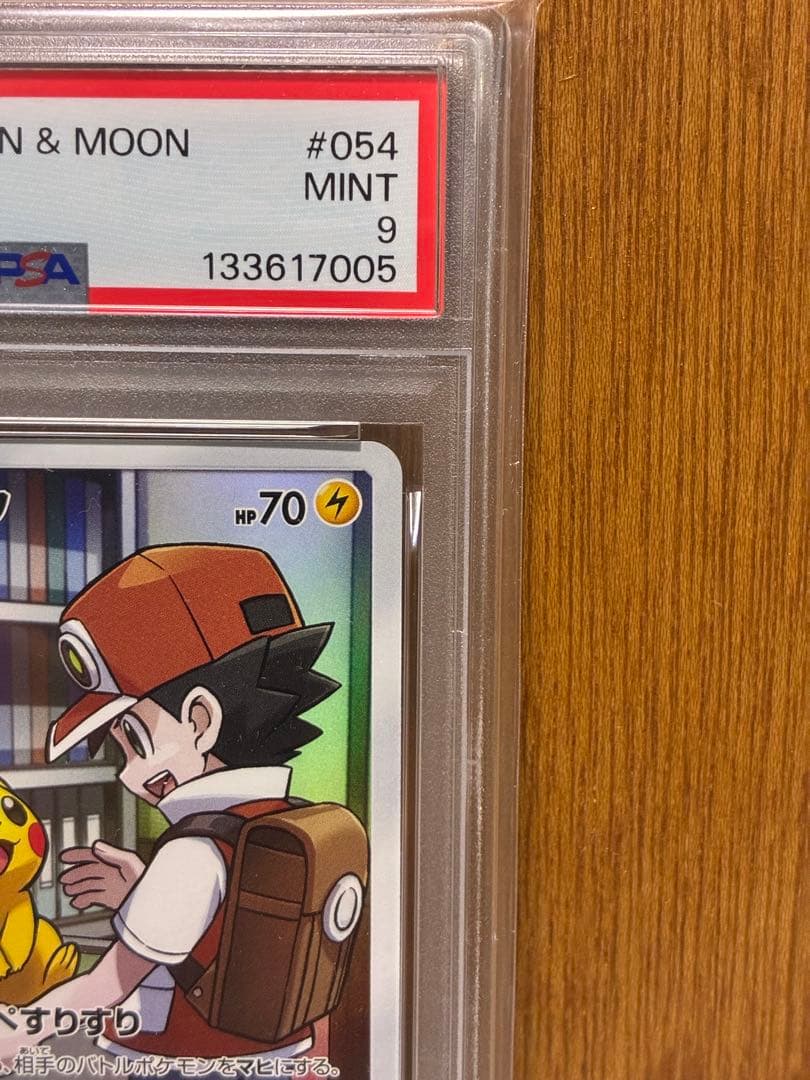 N & MOON #054
MINT
9
PSA 133617005
HP70
すりすり
相手のバトルポケモンをマヒにする。